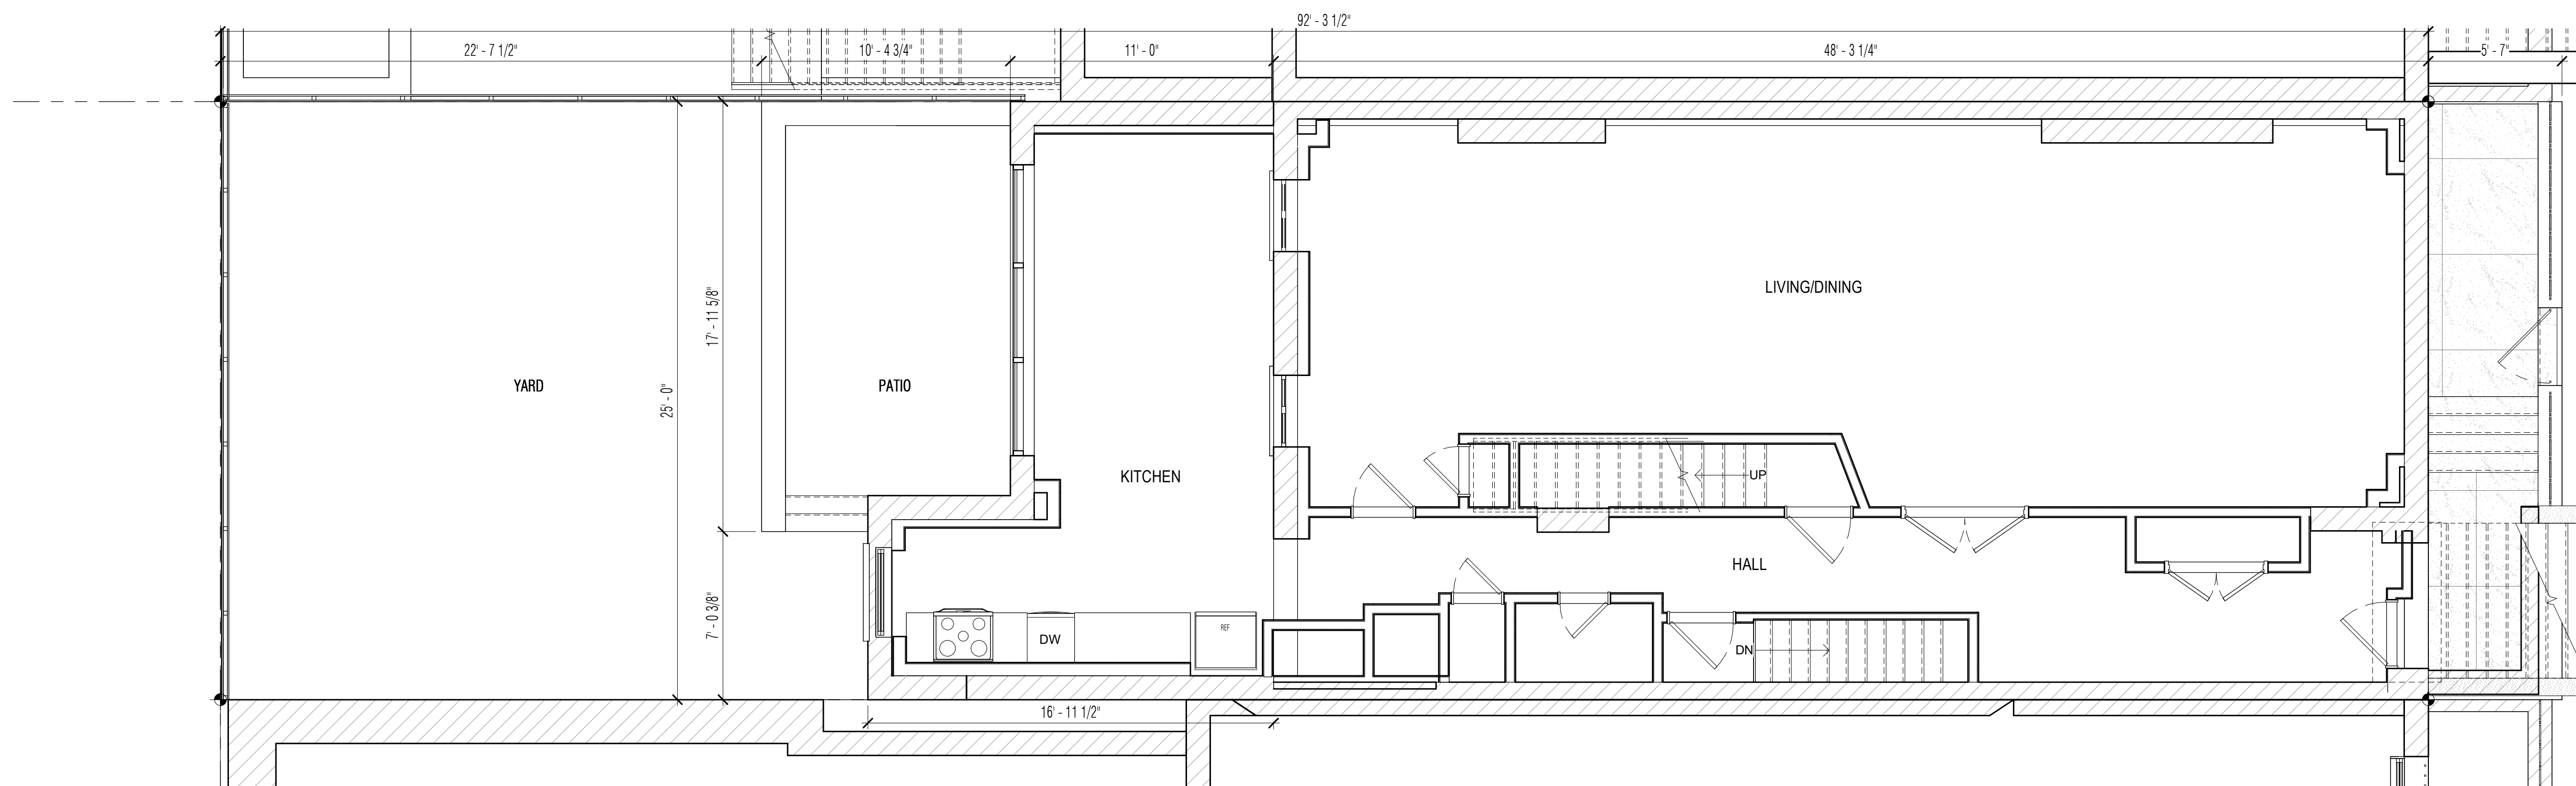 92' - 3 1/2"
22' - 7 1/2"
10' - 4 3/4"
11' - 0"
48' - 3 1/4"
5' - 7"
LIVING/DINING
17' - 11 5/8"
YARD
25' - 0"
PATIO
KITCHEN
UP
HALL
7' - 0 3/8"
DW
REF
DN
16' - 11 1/2"